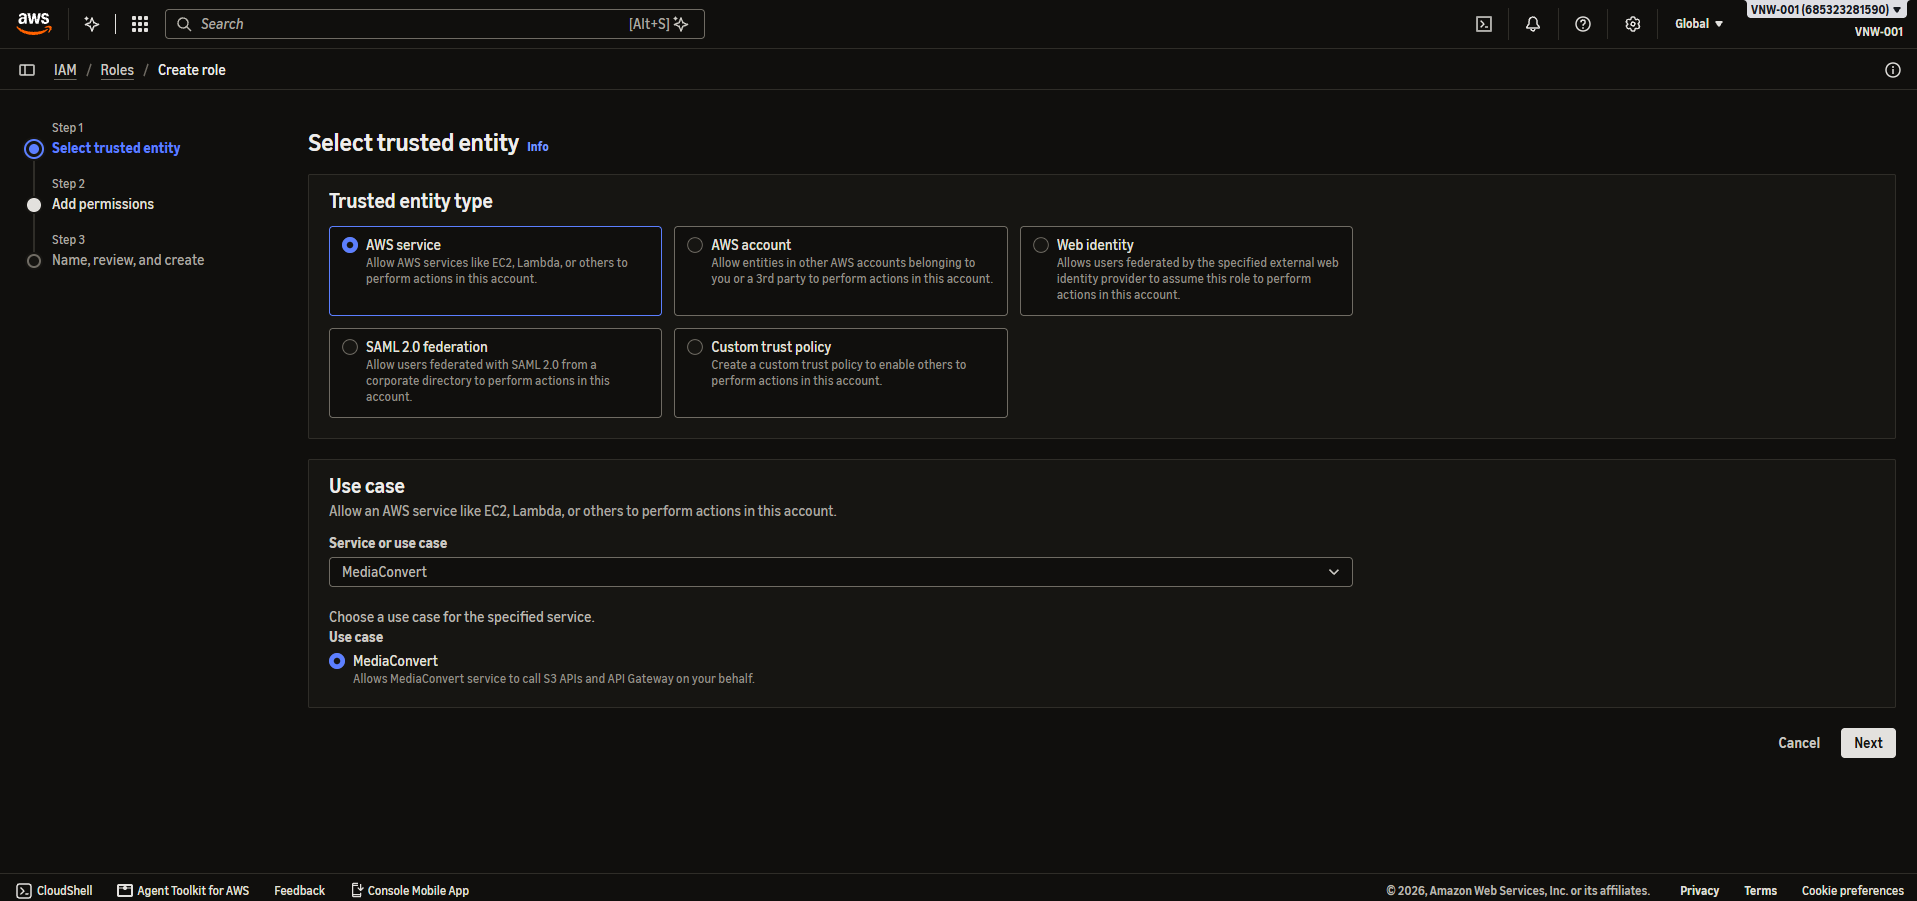 aws
Search [Alt+S]
Global
VNW-001 (685323281590)
VNW-001
IAM / Roles / Create role
Step 1
Select trusted entity
Step 2
Add permissions
Step 3
Name, review, and create
Select trusted entity Info
Trusted entity type
AWS service
Allow AWS services like EC2, Lambda, or others to
perform actions in this account.
AWS account
Allow entities in other AWS accounts belonging to
you or a 3rd party to perform actions in this account.
Web identity
Allows users federated by the specified external web
identity provider to assume this role to perform
actions in this account.
SAML 2.0 federation
Allow users federated with SAML 2.0 from a
corporate directory to perform actions in this
account.
Custom trust policy
Create a custom trust policy to enable others to
perform actions in this account.
Use case
Allow an AWS service like EC2, Lambda, or others to perform actions in this account.
Service or use case
MediaConvert
Choose a use case for the specified service.
Use case
MediaConvert
Allows MediaConvert service to call S3 APIs and API Gateway on your behalf.
Cancel Next
CloudShell Agent Toolkit for AWS Feedback Console Mobile App © 2026, Amazon Web Services, Inc. or its affiliates. Privacy Terms Cookie preferences